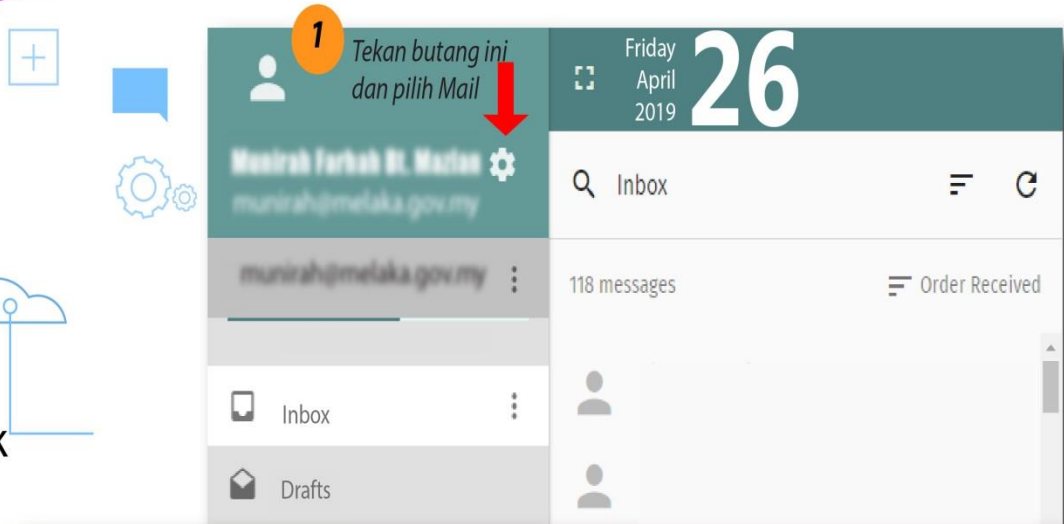 1
Tekan butang ini
dan pilih Mail
Friday
April
2019
26
Inbox
118 messages
Order Received
Inbox
Drafts